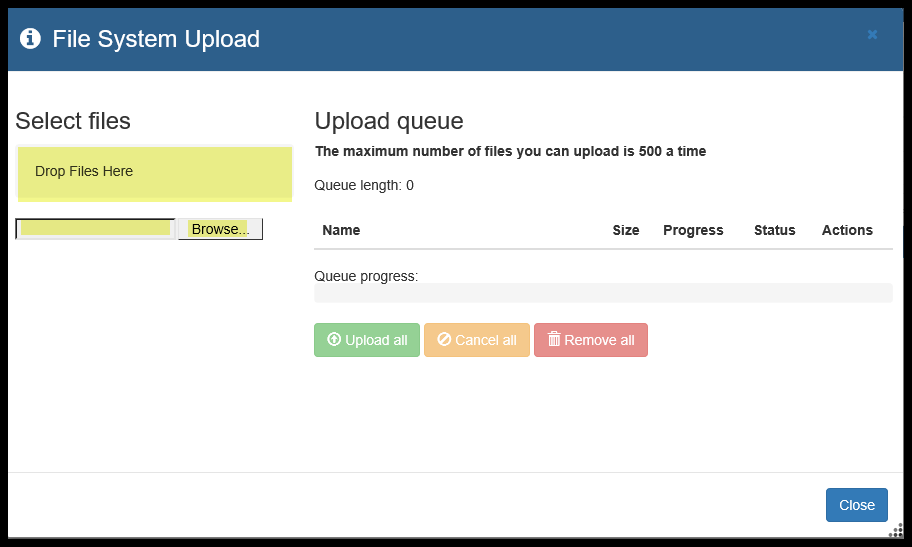 File System Upload
Select files
Drop Files Here
Browse...
Upload queue
The maximum number of files you can upload is 500 a time
Queue length: 0
Name Size Progress Status Actions
Queue progress:
Upload all Cancel all Remove all
Close